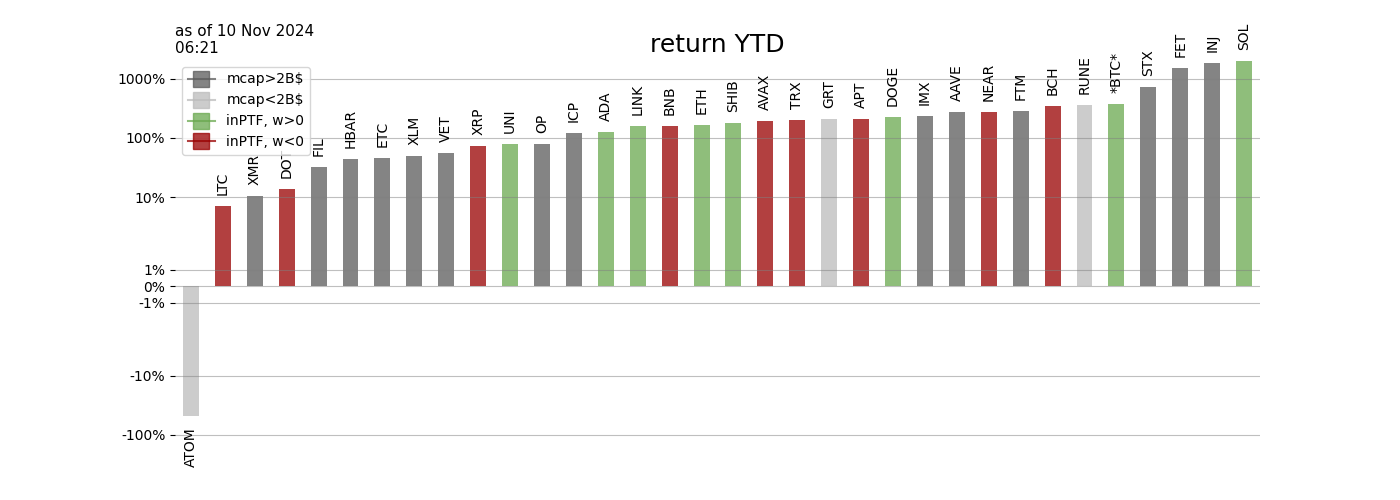 as of 10 Nov 2024
06:21
return YTD
mcap>2B$
mcap<2B$
inPTF, w>0
inPTF, w<0
1000%
100%
10%
1%
0%
-1%
-10%
-100%
ATOM
LTC
XMR
DOT
FIL
HBAR
ETC
XLM
VET
XRP
UNI
OP
ICP
ADA
LINK
BNB
ETH
SHIB
AVAX
TRX
GRT
APT
DOGE
IMX
AAVE
NEAR
FTM
BCH
RUNE
*BTC*
STX
FET
INJ
SOL